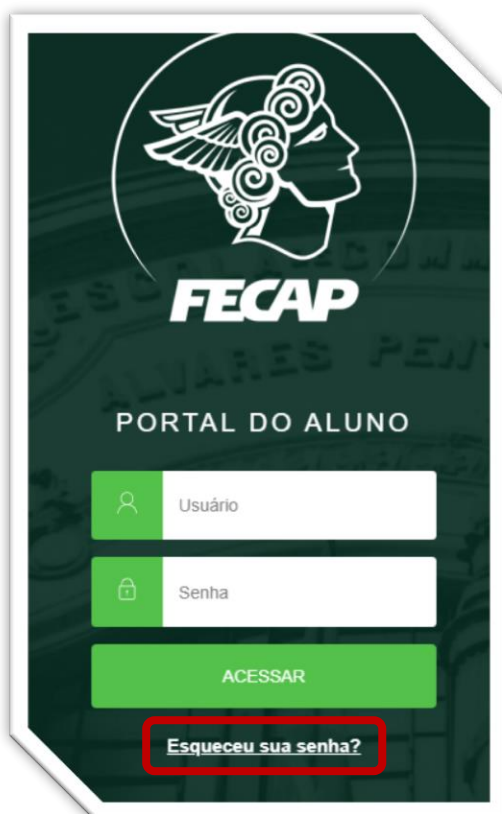 FECAP
PORTAL DO ALUNO
Usuário
Senha
ACESSAR
Esqueceu sua senha?